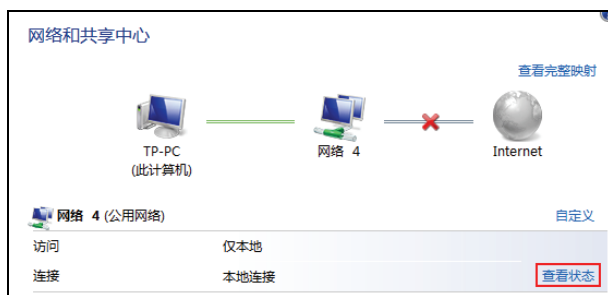 网络和共享中心
查看完整映射
TP-PC
(此计算机)
网络 4
Internet
网络 4 (公用网络) 自定义
访问 仅本地
连接 本地连接 查看状态